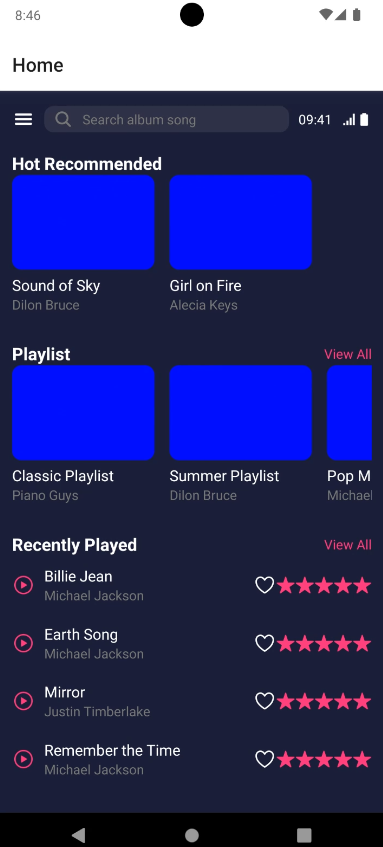 8:46
Home
Search album song
09:41
Hot Recommended
Sound of Sky
Girl on Fire
Dilon Bruce
Alecia Keys
Playlist
View All
Classic Playlist
Summer Playlist
Pop M
Piano Guys
Dilon Bruce
Michael
Recently Played
View All
Billie Jean
Michael Jackson
Earth Song
Michael Jackson
Mirror
Justin Timberlake
Remember the Time
Michael Jackson